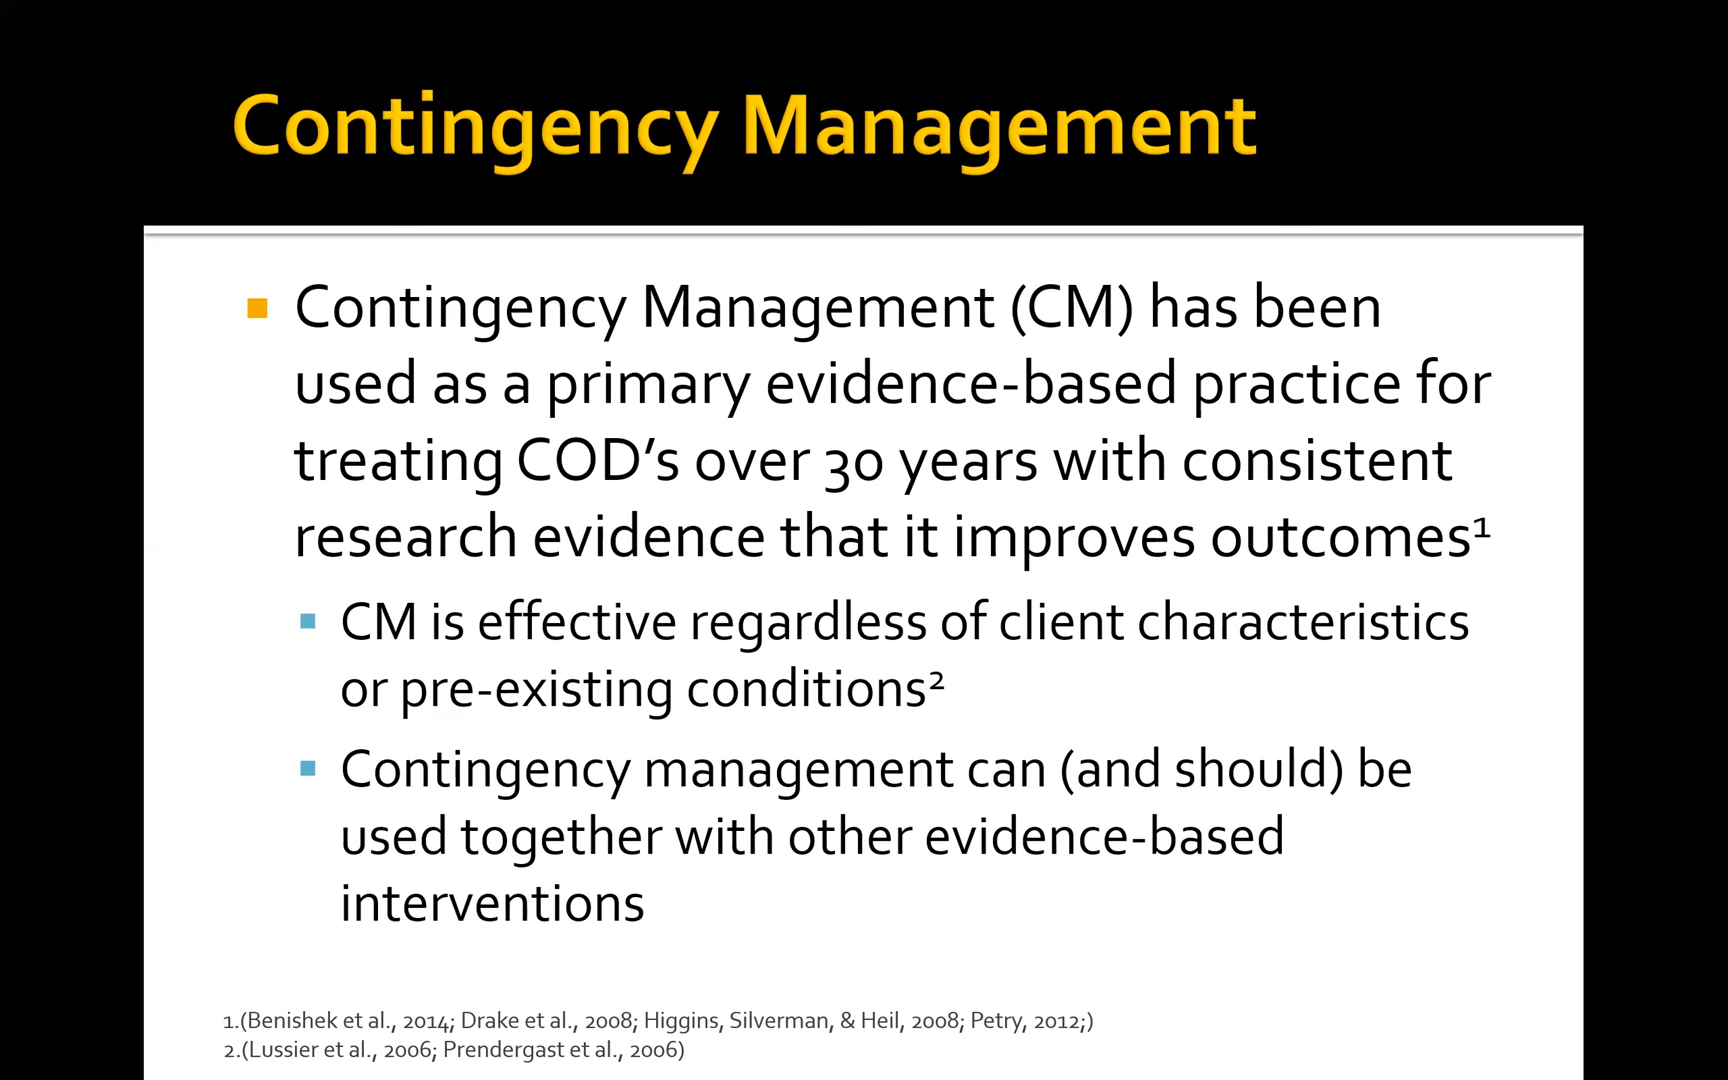 Contingency Management
Contingency Management (CM) has been
used as a primary evidence-based practice for
treating COD’s over 30 years with consistent
research evidence that it improves outcomes¹
CM is effective regardless of client characteristics
or pre-existing conditions²
Contingency management can (and should) be
used together with other evidence-based
interventions
1.(Benishek et al., 2014; Drake et al., 2008; Higgins, Silverman, & Heil, 2008; Petry, 2012;)
2.(Lussier et al., 2006; Prendergast et al., 2006)